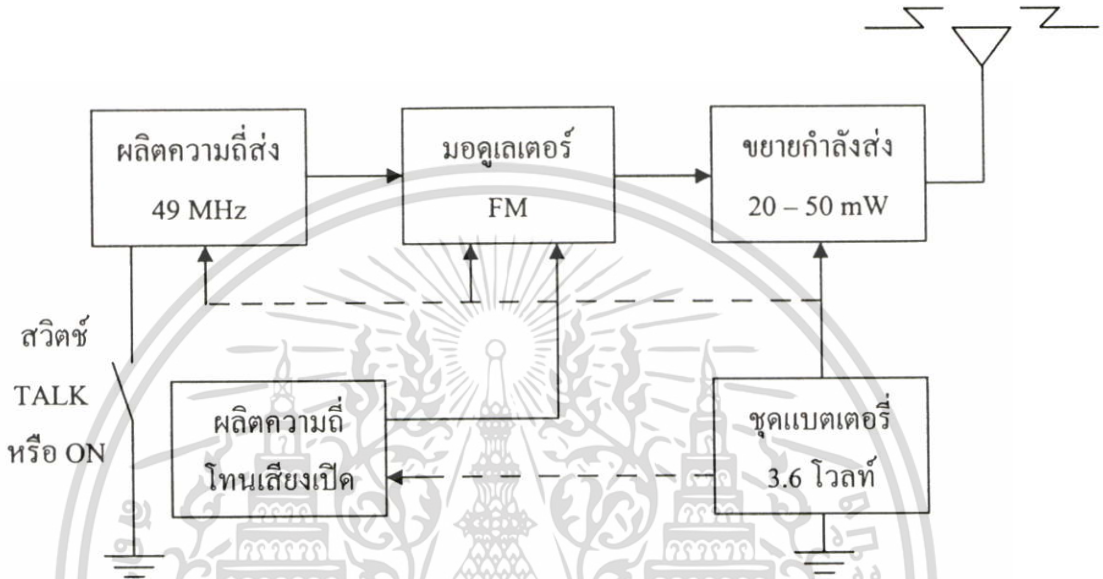 ผลิตความถี่ส่ง
49 MHz
มอดูเลเตอร์
FM
ขยายกำลังส่ง
20 – 50 mW
สวิตช์
TALK
หรือ ON
ผลิตความถี่
โทนเสียงเปิด
ชุดแบตเตอรี่
3.6 โวลท์